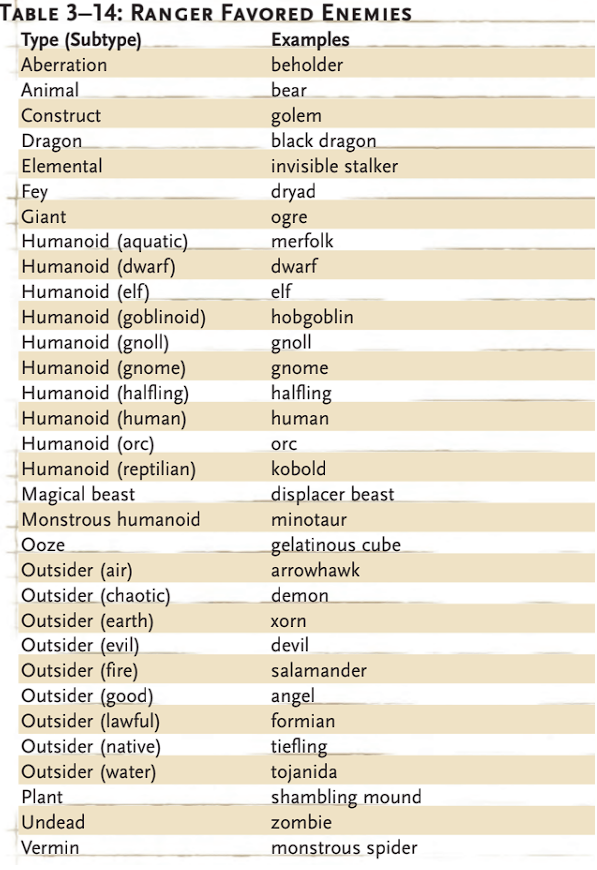 TABLE 3–14: RANGER FAVORED ENEMIES
Type (Subtype) Examples
Aberration beholder
Animal bear
Construct golem
Dragon black dragon
Elemental invisible stalker
Fey dryad
Giant ogre
Humanoid (aquatic) merfolk
Humanoid (dwarf) dwarf
Humanoid (elf) elf
Humanoid (goblinoid) hobgoblin
Humanoid (gnoll) gnoll
Humanoid (gnome) gnome
Humanoid (halfling) halfling
Humanoid (human) human
Humanoid (orc) orc
Humanoid (reptilian) kobold
Magical beast displacer beast
Monstrous humanoid minotaur
Ooze gelatinous cube
Outsider (air) arrowhawk
Outsider (chaotic) demon
Outsider (earth) xorn
Outsider (evil) devil
Outsider (fire) salamander
Outsider (good) angel
Outsider (lawful) formian
Outsider (native) tiefling
Outsider (water) tojanida
Plant shambling mound
Undead zombie
Vermin monstrous spider